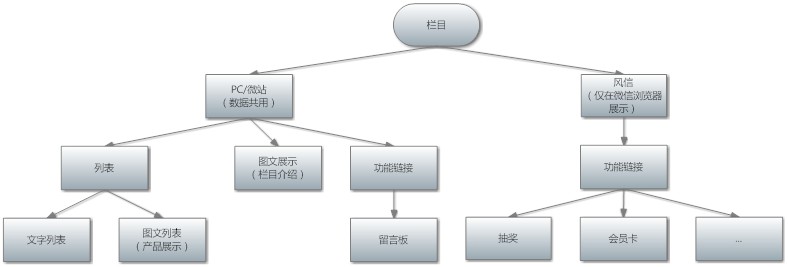 栏目
PC/微站
（数据共用）
风信
（仅在微信浏览器
展示）
列表
图文展示
（栏目介绍）
功能链接
功能链接
文字列表
图文列表
（产品展示）
留言板
抽奖
会员卡
...